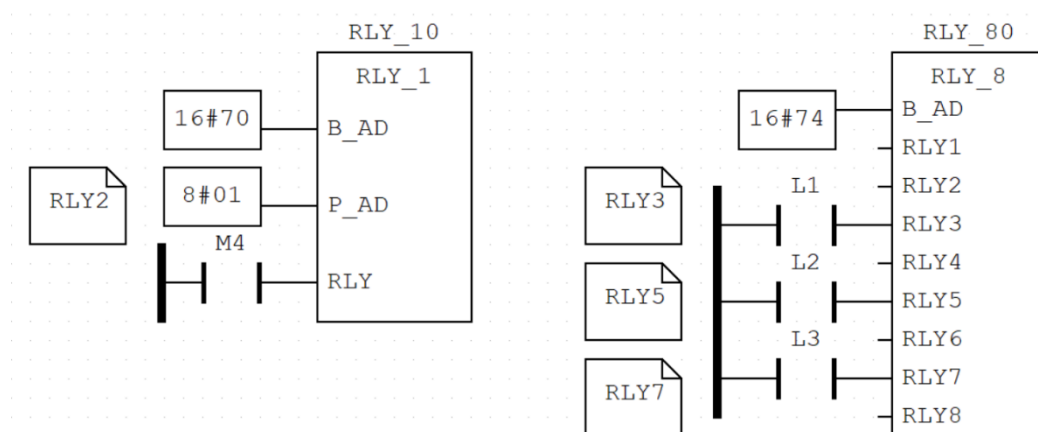 RLY_10
RLY_1
16#70
B_AD
RLY2
8#01
P_AD
M4
RLY
RLY_80
RLY_8
16#74
B_AD
RLY1
RLY2
RLY3
L1
RLY3
L2
RLY4
RLY5
RLY5
L3
RLY6
RLY7
RLY7
RLY8